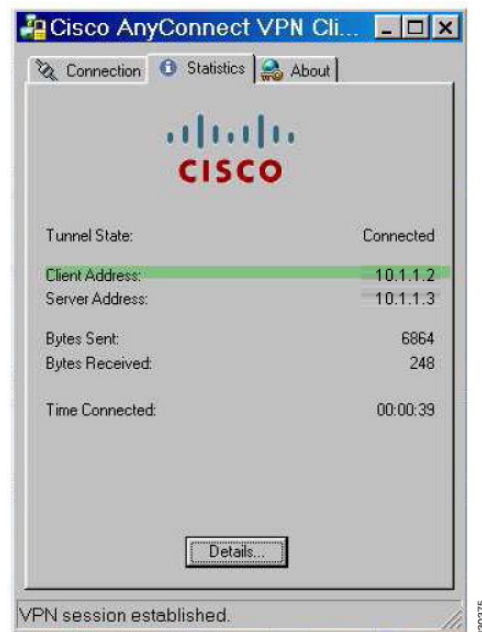 Cisco AnyConnect VPN Cli...
Connection Statistics About
CISCO
Tunnel State: Connected
Client Address: 10.1.1.2
Server Address: 10.1.1.3
Bytes Sent: 6864
Bytes Received: 248
Time Connected: 00:00:39
Details...
VPN session established.